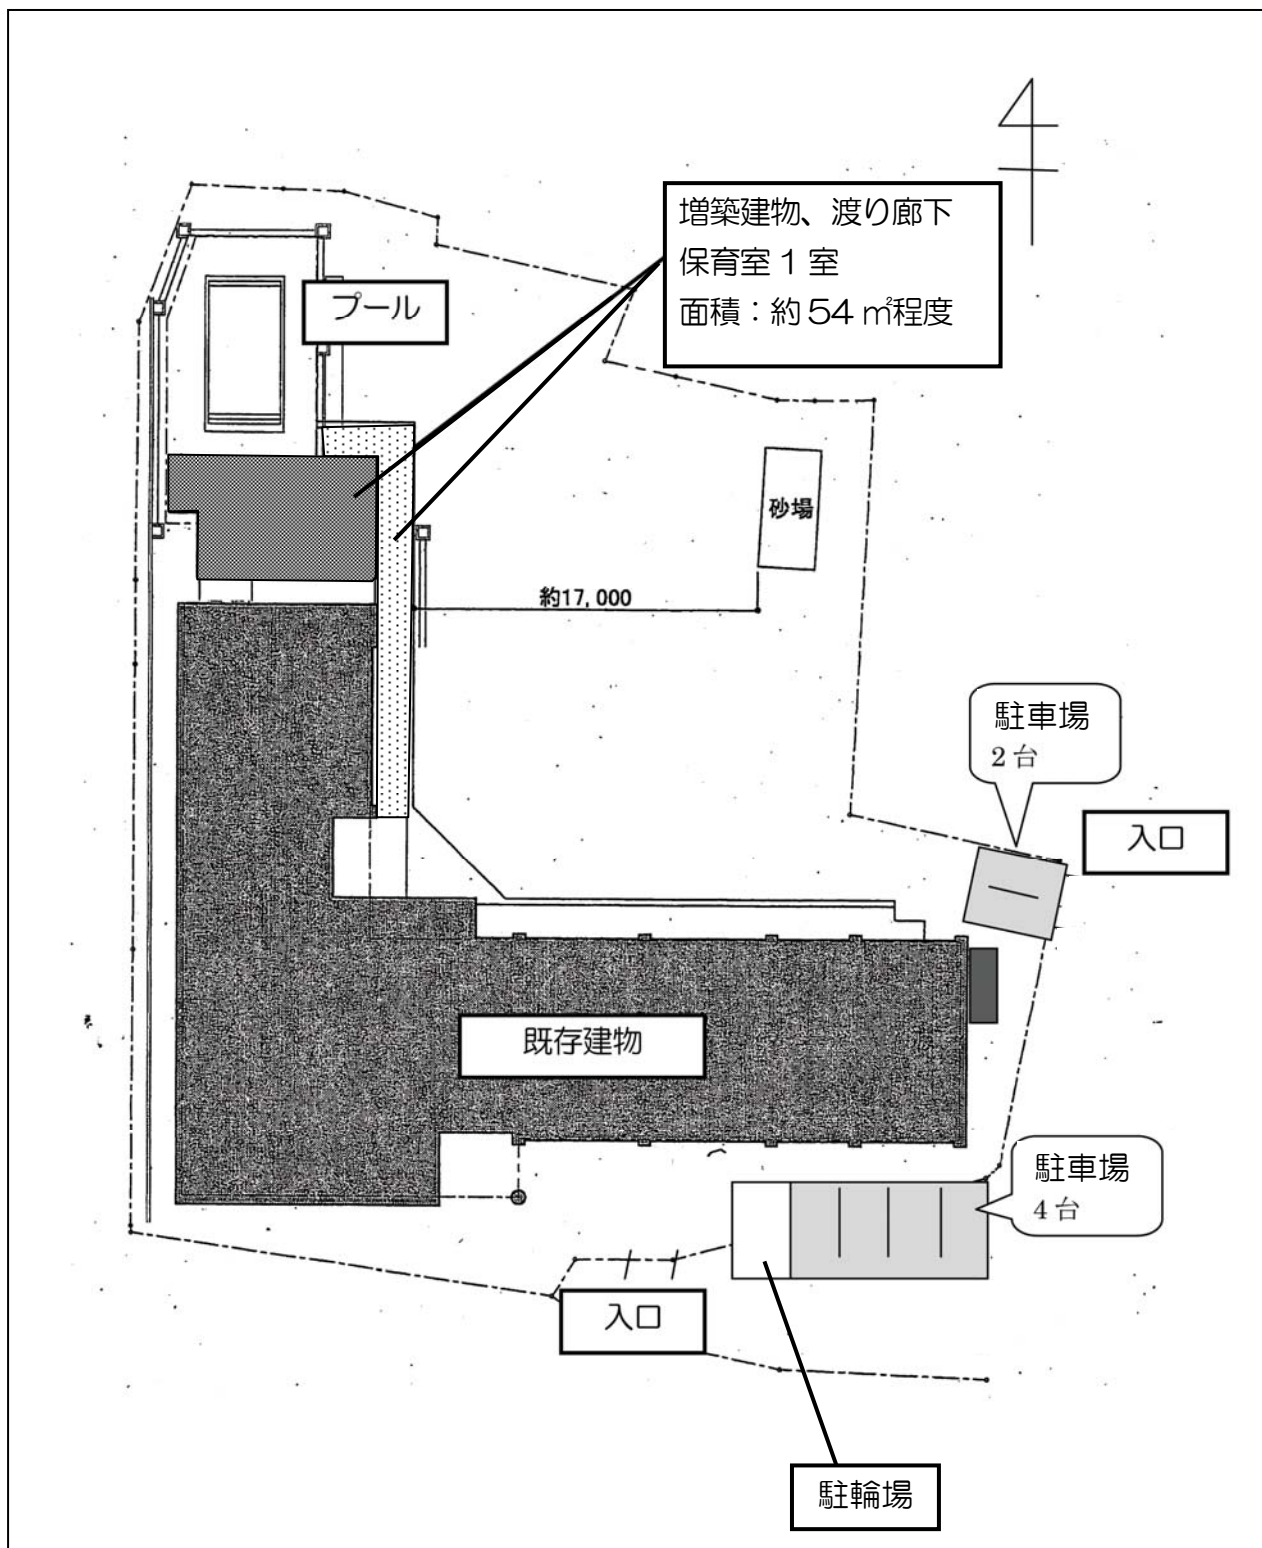 増築建物、渡り廊下
保育室 1 室
面積：約 54 ㎡程度
プール
砂場
約17,000
駐車場
2 台
入口
既存建物
駐車場
4 台
入口
駐輪場